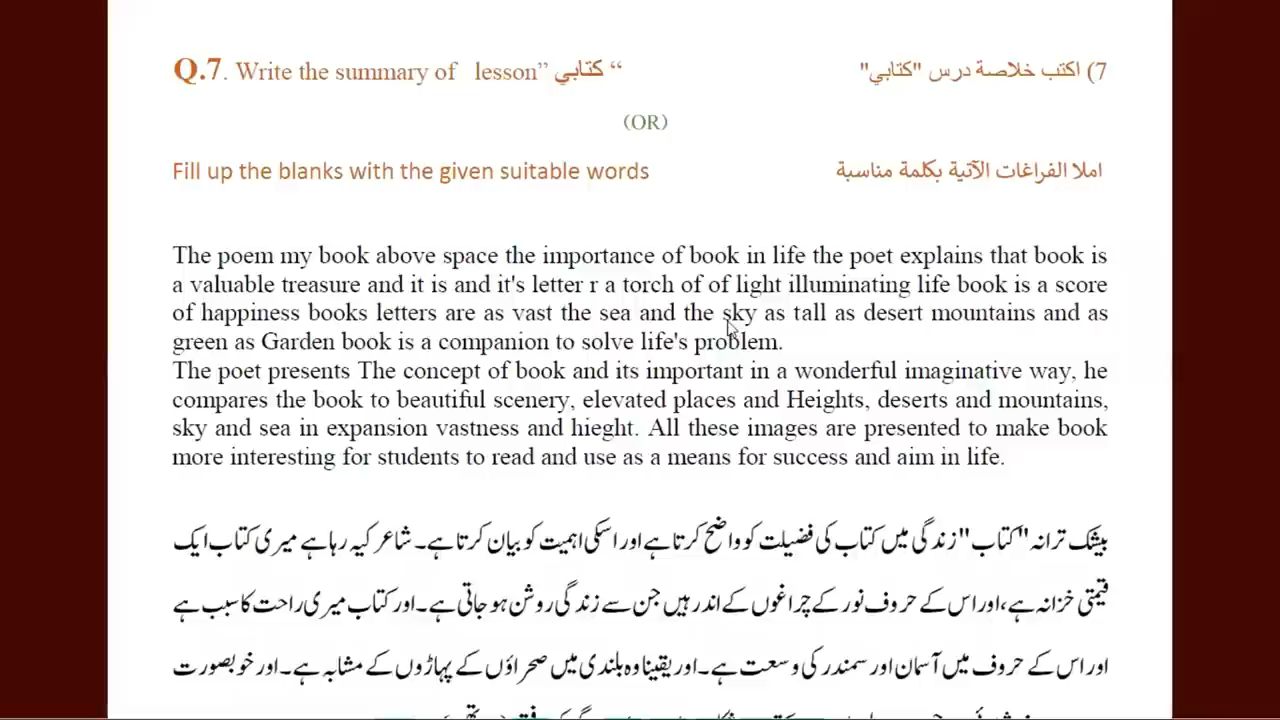 Q.7. Write the summary of lesson” كتابي “
7) اكتب خلاصة درس "كتابي"
(OR)
Fill up the blanks with the given suitable words
املا الفراغات الآتية بكلمة مناسبة
The poem my book above space the importance of book in life the poet explains that book is
a valuable treasure and it is and it's letter r a torch of of light illuminating life book is a score
of happiness books letters are as vast the sea and the sky as tall as desert mountains and as
green as Garden book is a companion to solve life's problem.
The poet presents The concept of book and its important in a wonderful imaginative way, he
compares the book to beautiful scenery, elevated places and Heights, deserts and mountains,
sky and sea in expansion vastness and hieght. All these images are presented to make book
more interesting for students to read and use as a means for success and aim in life.
بیشک ترانہ "کتاب" زندگی میں کتاب کی فضیلت کو واضح کرتا ہے اور اسکی اہمیت کو بیان کرتا ہے۔ شاعر کہہ رہا ہے میری کتاب ایک
قیمتی خزانہ ہے، اور اس کے حروف نور کے چراغوں کے اندر ہیں جن سے زندگی روشن ہو جاتی ہے۔ اور کتاب میری راحت کا سبب ہے
اور اس کے حروف میں آسمان اور سمندر کی وسعت ہے۔ اور یقینا وہ بلندی میں صحراؤں کے پہاڑوں کے مشابہ ہے۔ اور خوبصورت